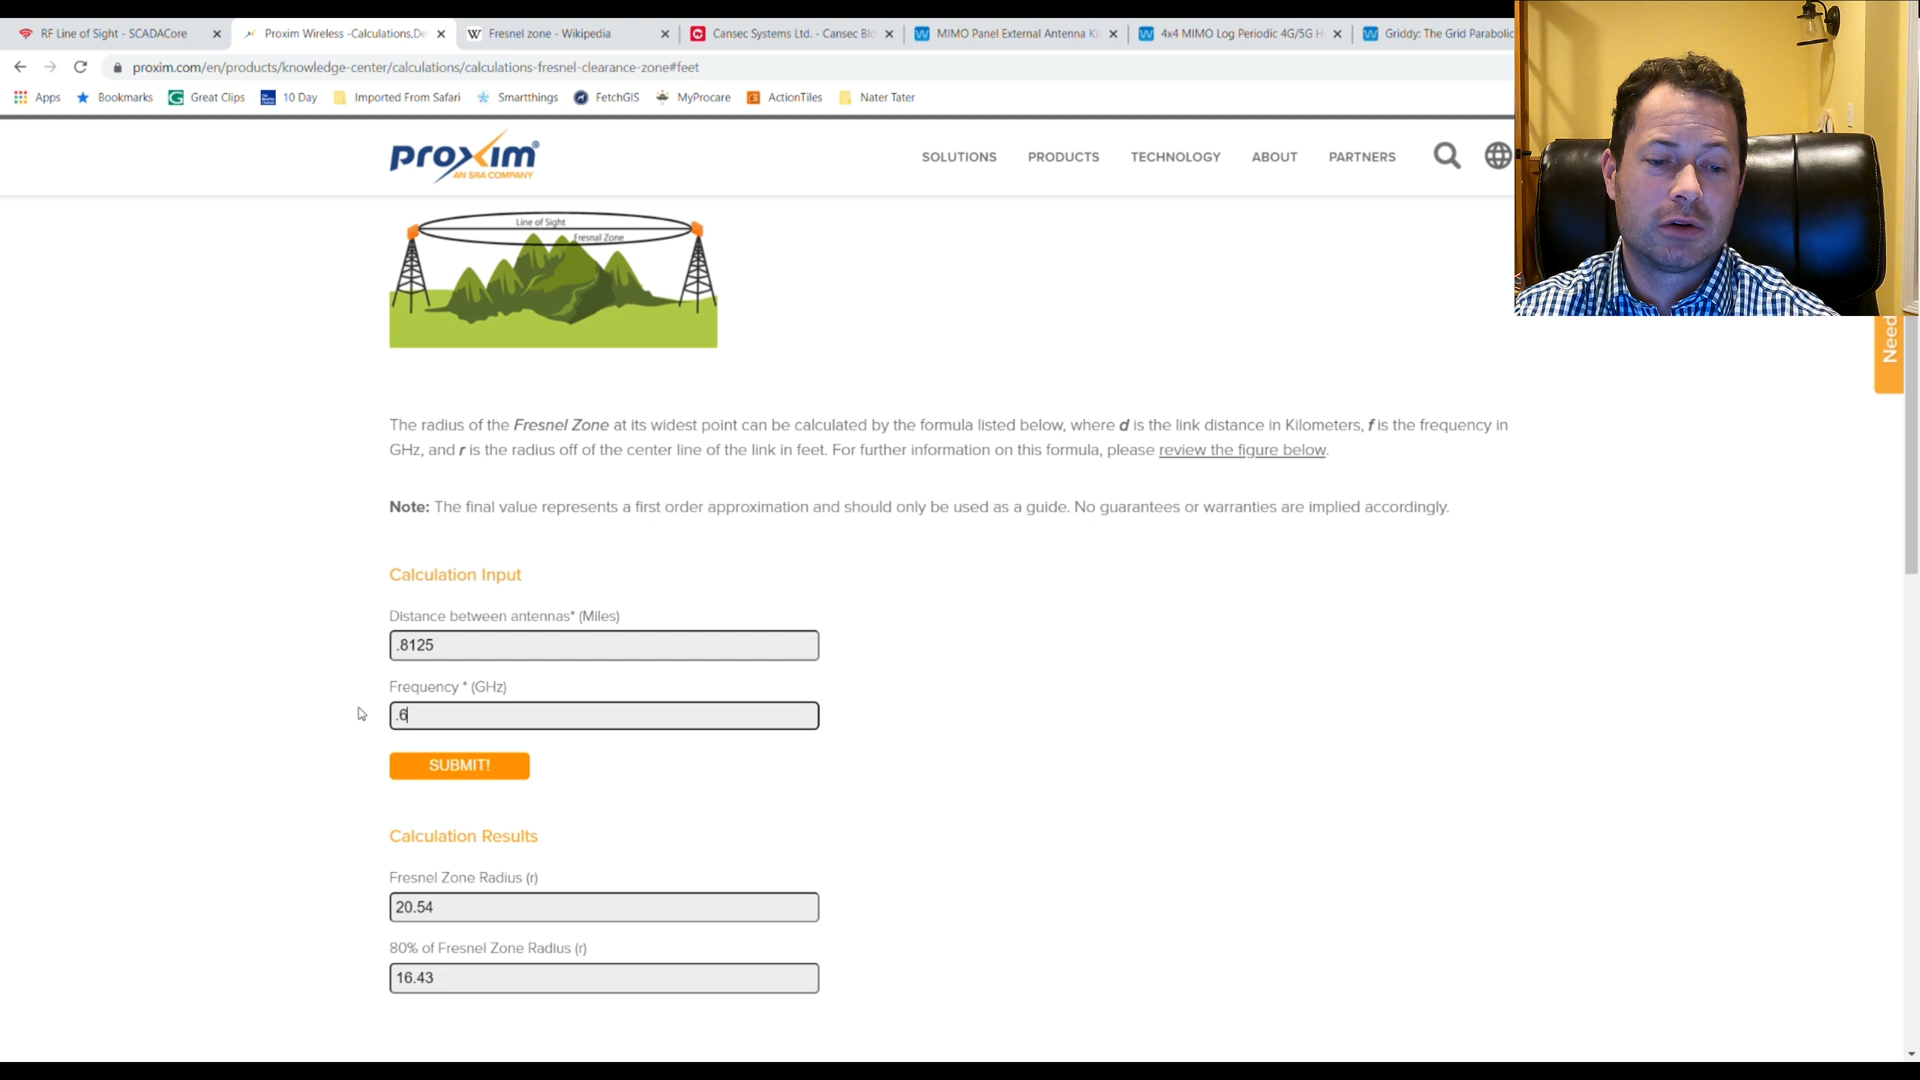 RF Line of Sight - SCADACore
Proxim Wireless -Calculations,De
Fresnel zone - Wikipedia
Cansec Systems Ltd. - Cansec Blo
MIMO Panel External Antenna Ki
4x4 MIMO Log Periodic 4G/5G H
Griddy: The Grid Parabolic
proxim.com/en/products/knowledge-center/calculations/calculations-fresnel-clearance-zone#feet
Apps
Bookmarks
Great Clips
10 Day
Imported From Safari
Smartthings
FetchGIS
MyProcare
ActionTiles
Nater Tater
proxim®
AN SRA COMPANY
SOLUTIONS
PRODUCTS
TECHNOLOGY
ABOUT
PARTNERS
Line of Sight
Fresnal Zone
Need
The radius of the Fresnel Zone at its widest point can be calculated by the formula listed below, where d is the link distance in Kilometers, f is the frequency in
GHz, and r is the radius off of the center line of the link in feet. For further information on this formula, please review the figure below.
Note: The final value represents a first order approximation and should only be used as a guide. No guarantees or warranties are implied accordingly.
Calculation Input
Distance between antennas* (Miles)
.8125
Frequency * (GHz)
.6
SUBMIT!
Calculation Results
Fresnel Zone Radius (r)
20.54
80% of Fresnel Zone Radius (r)
16.43